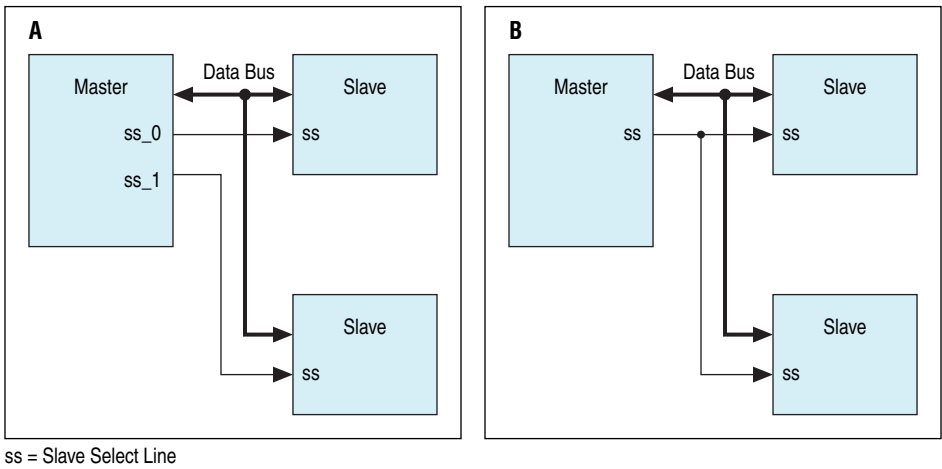 A
Master
Data Bus
Slave
ss_0
ss
ss_1
Slave
ss
B
Master
Data Bus
Slave
ss
ss
Slave
ss
ss = Slave Select Line